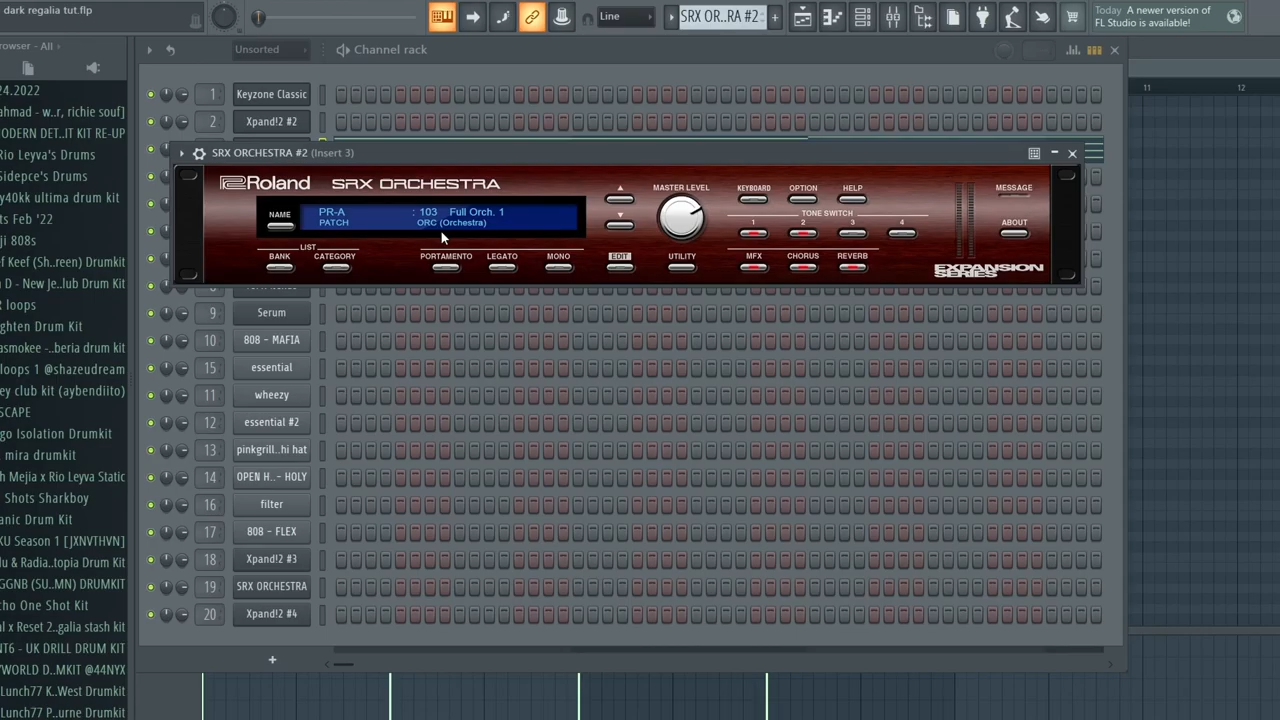 dark regalia tut.flp
Line
SRX OR..RA #2
Today
A newer version of
FL Studio is available!
Browser - All
Unsorted
Channel rack
11
12
24.2022
ahmad - w..r, richie souf]
MODERN DET..IT KIT RE-UP
Rio Leyva's Drums
Sidepce's Drums
y40kk ultimate drum kit
ts Feb '22
ji 808s
ef Keef (Sh..reen) Drumkit
D - New Je..lub Drum Kit
R loops
ghten Drum Kit
asmokee -..beria drum kit
loops 1 @shazeudream
ey club kit (aybendiito)
SCAPE
go Isolation Drumkit
mira drumkit
h Mejia x Rio Leyva Static
Shots Sharkboy
anic Drum Kit
KU Season 1 [JXNVTHVN]
du & Radia..topia Drum Kit
GGNB (SU..MN) DRUMKIT
cho One Shot Kit
al x Reset 2..galia stash kit
NT6 - UK DRILL DRUM KIT
YWORLD D..MKIT @44NYX
Lunch77 K..West Drumkit
Lunch77 P..urne Drumkit
1 Keyzone Classic
2 Xpand!2 #2
SRX ORCHESTRA #2 (Insert 3)
Roland SRX ORCHESTRA
NAME
PR-A : 103 Full Orch. 1
PATCH ORC (Orchestra)
LIST
BANK CATEGORY
PORTAMENTO LEGATO MONO
EDIT
MASTER LEVEL
UTILITY
KEYBOARD OPTION HELP
TONE SWITCH
1 2 3 4
MFX CHORUS REVERB
MESSAGE
ABOUT
EXPANSION
SERIES
9 Serum
10 808 - MAFIA
15 essential
11 wheezy
12 essential #2
13 pinkgrill..hi hat
14 OPEN H..- HOLY
16 filter
17 808 - FLEX
18 Xpand!2 #3
19 SRX ORCHESTRA
20 Xpand!2 #4